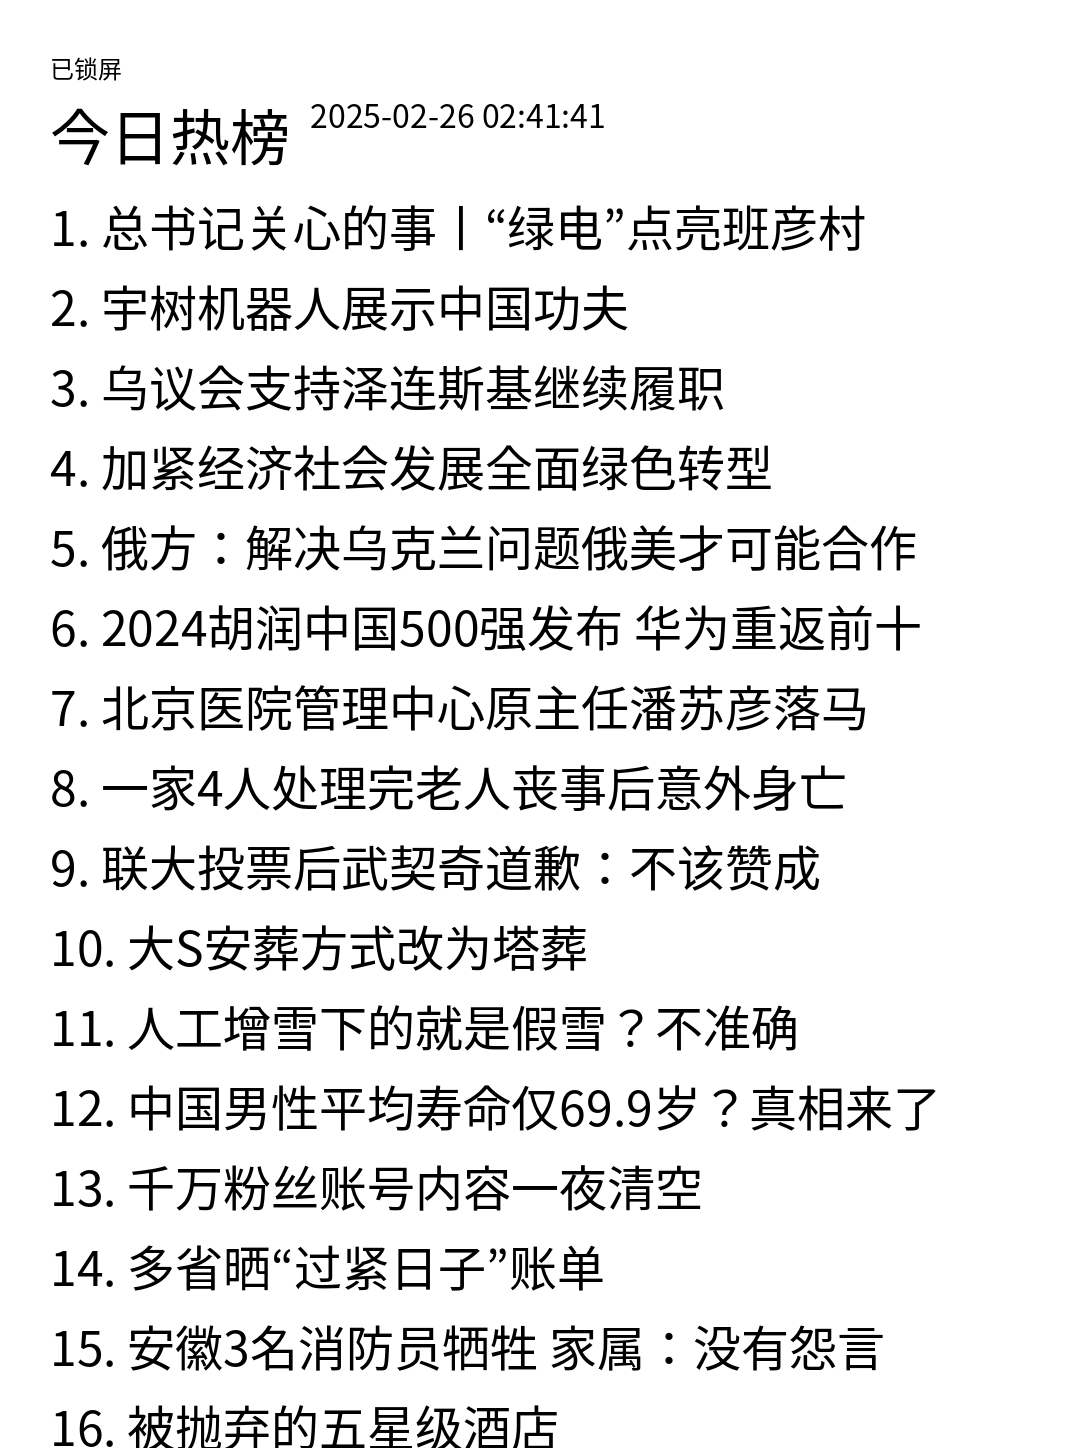 已锁屏
今日热榜 2025-02-26 02:41:41
1. 总书记关心的事丨“绿电”点亮班彦村
2. 宇树机器人展示中国功夫
3. 乌议会支持泽连斯基继续履职
4. 加紧经济社会发展全面绿色转型
5. 俄方：解决乌克兰问题俄美才可能合作
6. 2024胡润中国500强发布 华为重返前十
7. 北京医院管理中心原主任潘苏彦落马
8. 一家4人处理完老人丧事后意外身亡
9. 联大投票后武契奇道歉：不该赞成
10. 大S安葬方式改为塔葬
11. 人工增雪下的就是假雪？不准确
12. 中国男性平均寿命仅69.9岁？真相来了
13. 千万粉丝账号内容一夜清空
14. 多省晒“过紧日子”账单
15. 安徽3名消防员牺牲 家属：没有怨言
16. 被抛弃的五星级酒店